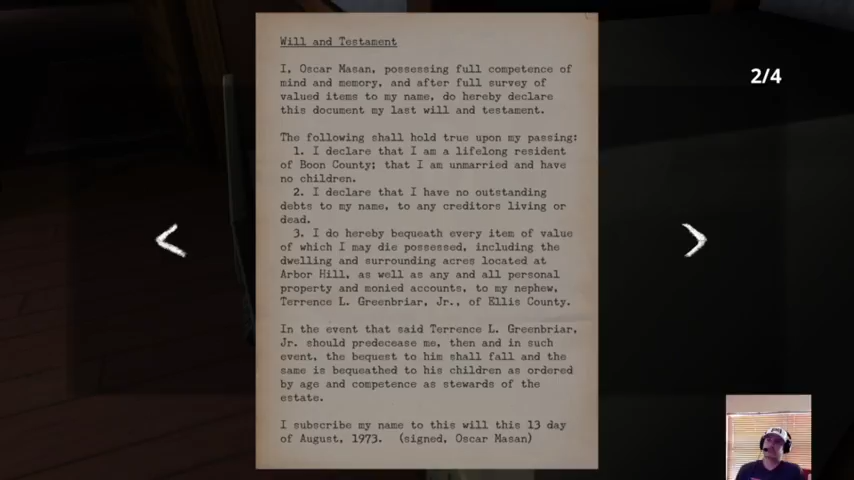 Will and Testament
I, Oscar Masan, possessing full competence of
mind and memory, and after full survey of
valued items to my name, do hereby declare
this document my last will and testament.
The following shall hold true upon my passing:
1. I declare that I am a lifelong resident
of Boon County; that I am unmarried and have
no children.
2. I declare that I have no outstanding
debts to my name, to any creditors living or
dead.
3. I do hereby bequeath every item of value
of which I may die possessed, including the
dwelling and surrounding acres located at
Arbor Hill, as well as any and all personal
property and monied accounts, to my nephew,
Terrence L. Greenbriar, Jr., of Ellis County.
In the event that said Terrence L. Greenbriar,
Jr. should predecease me, then and in such
event, the bequest to him shall fall and the
same is bequeathed to his children as ordered
by age and competence as stewards of the
estate.
I subscribe my name to this will this 13 day
of August, 1973. (signed, Oscar Masan)
2/4